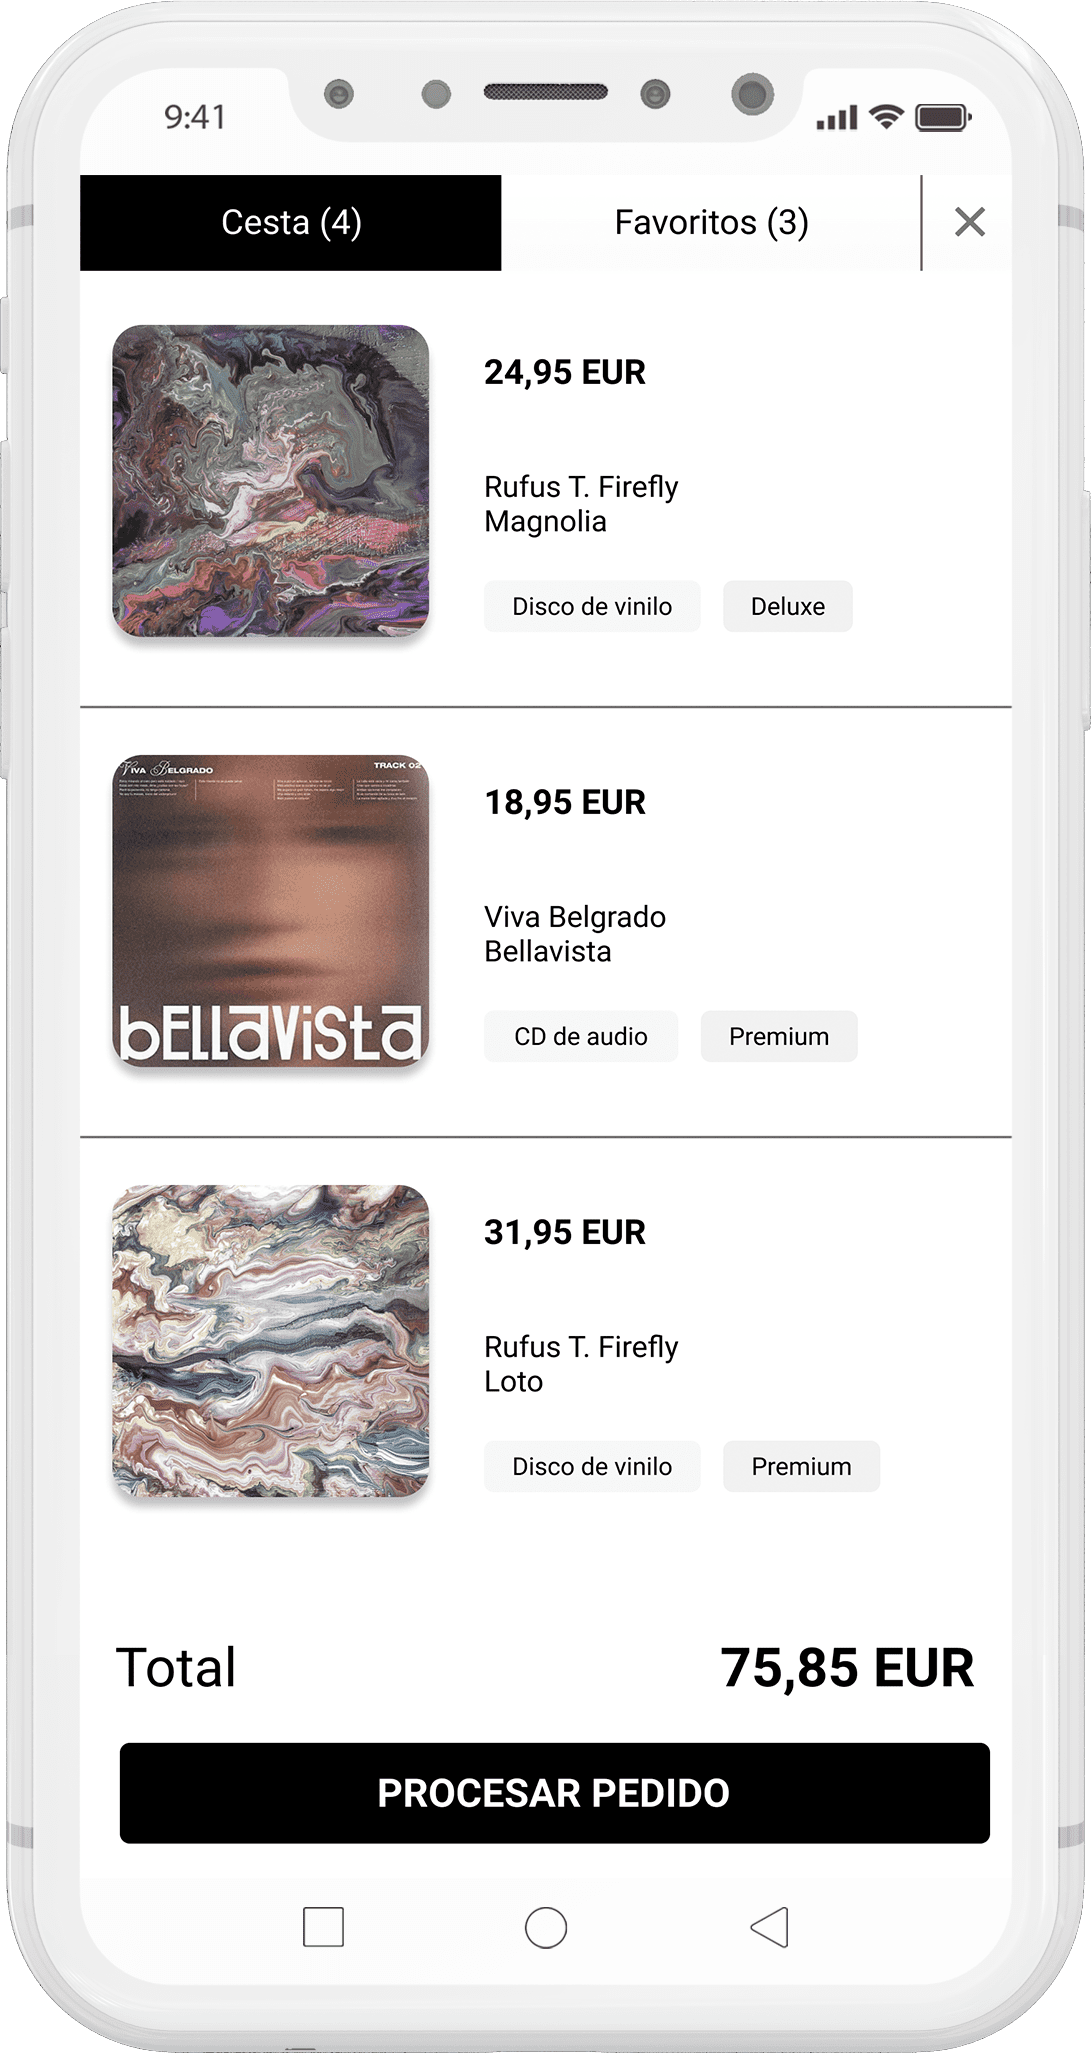 9:41
Cesta (4)
Favoritos (3)
24,95 EUR
Rufus T. Firefly
Magnolia
Disco de vinilo
Deluxe
Viva Belgrado
TRACK 02
bELLaViSta
18,95 EUR
Viva Belgrado
Bellavista
CD de audio
Premium
31,95 EUR
Rufus T. Firefly
Loto
Disco de vinilo
Premium
Total
75,85 EUR
PROCESAR PEDIDO